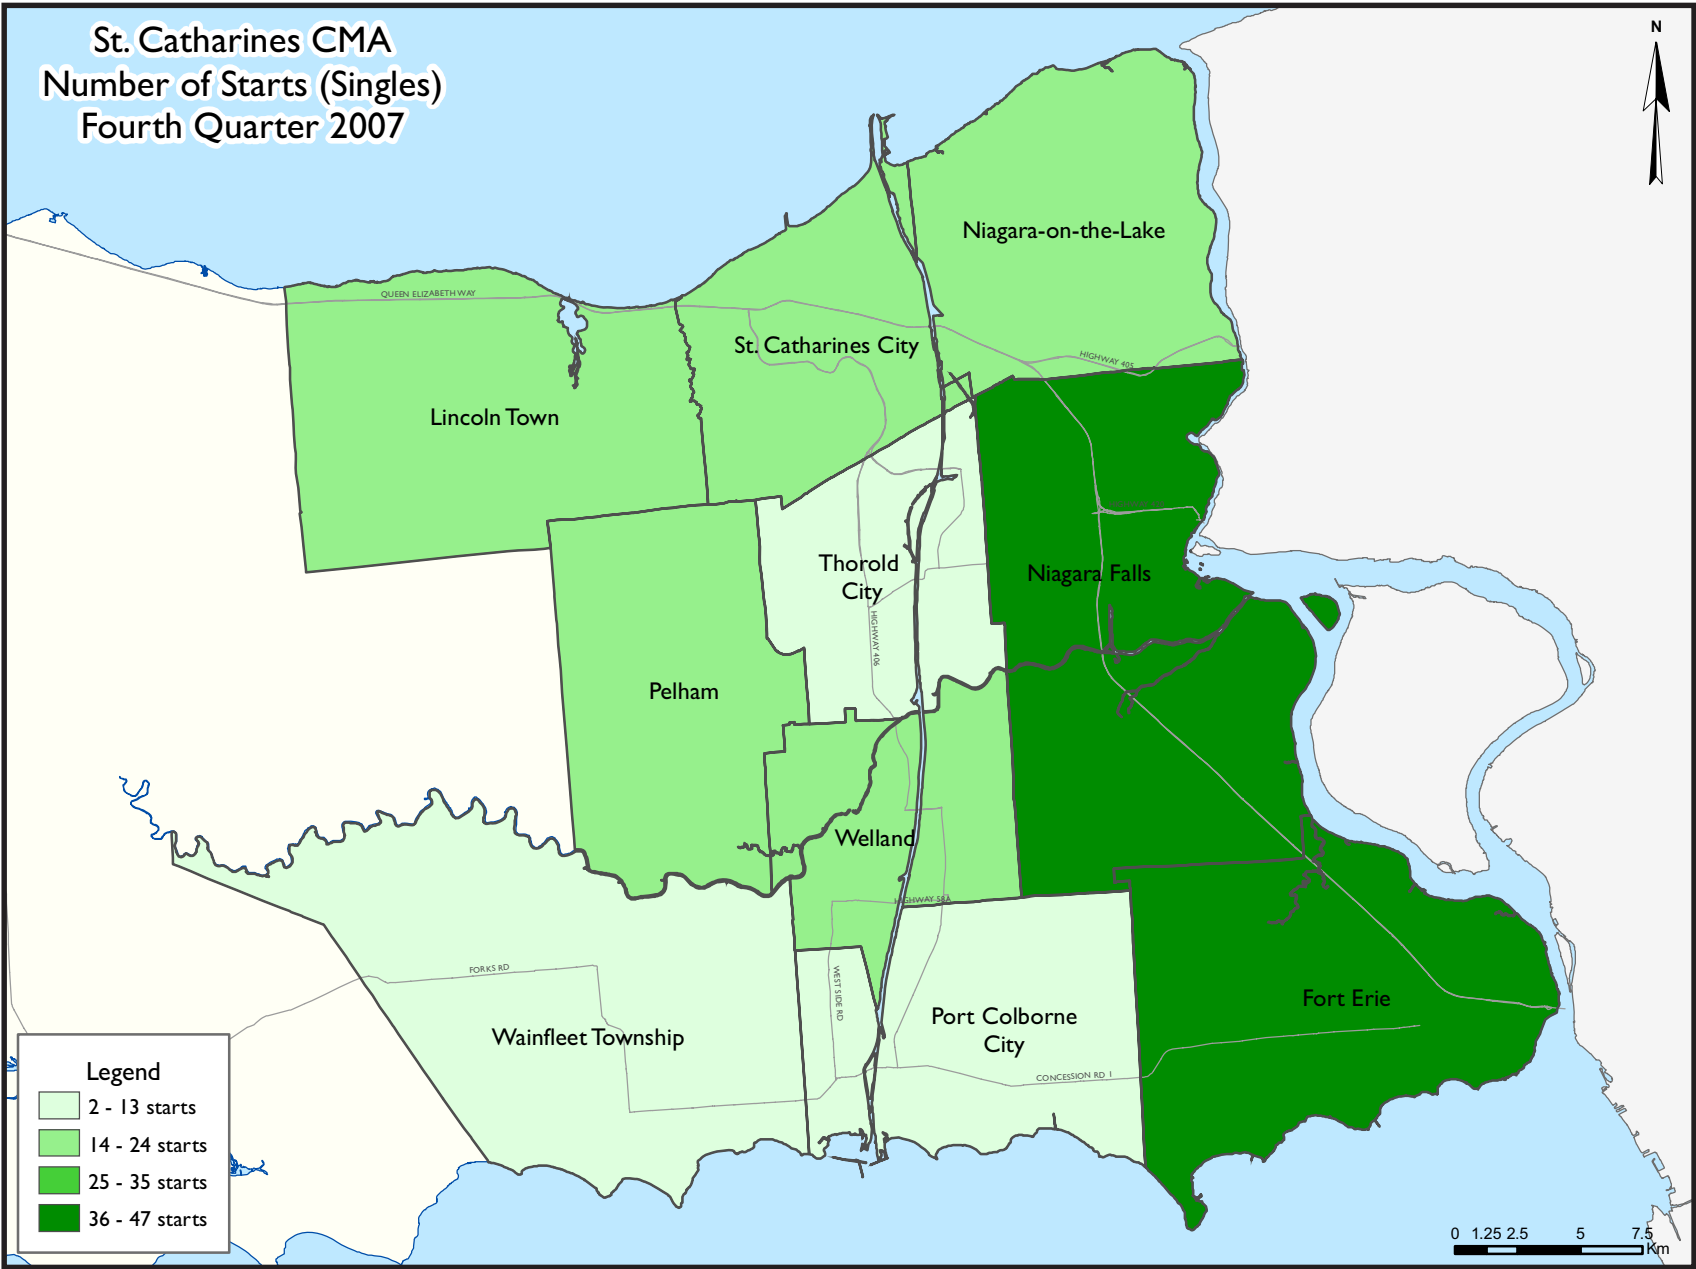 St. Catharines CMA
Number of Starts (Singles)
Fourth Quarter 2007
N
Niagara-on-the-Lake
QUEEN ELIZABETH WAY
St. Catharines City
HIGHWAY 405
Lincoln Town
Thorold
City
Niagara Falls
HIGHWAY 406
Pelham
Welland
HIGHWAY 58A
FORKS RD
WEST SIDE RD
Fort Erie
Port Colborne
City
Wainfleet Township
CONCESSION RD 1
Legend
2 - 13 starts
14 - 24 starts
25 - 35 starts
36 - 47 starts
0 1.25 2.5 5 7.5
Km